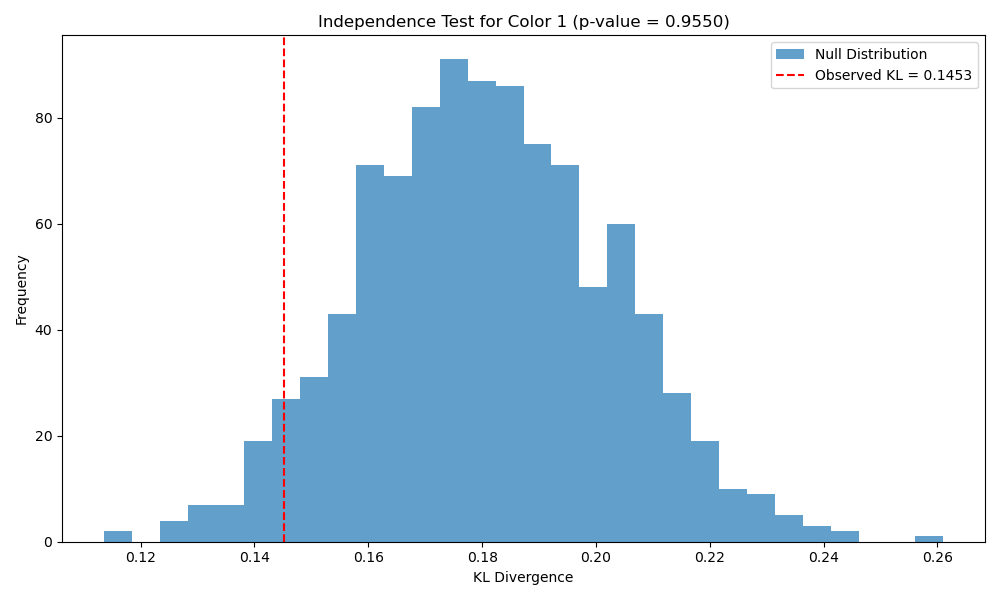 Independence Test for Color 1 (p-value = 0.9550)
Null Distribution
Observed KL = 0.1453
Frequency
80
60
40
20
0
0.12 0.14 0.16 0.18 0.20 0.22 0.24 0.26
KL Divergence